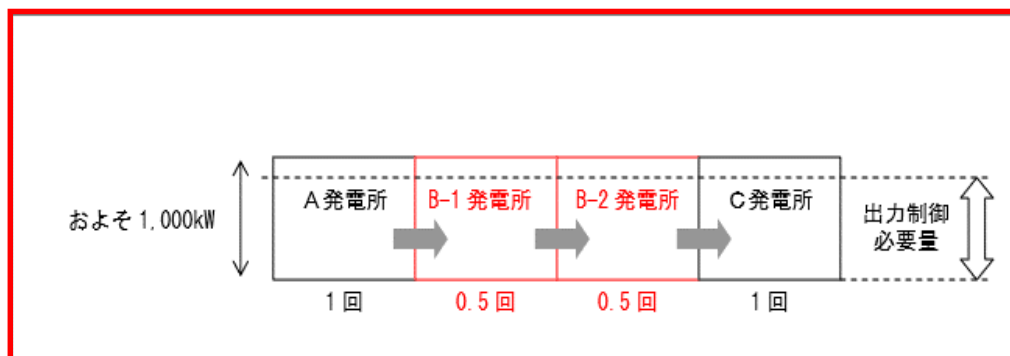 A発電所
B-1 発電所
B-2 発電所
C発電所
およそ 1,000kW
出力制御
必要量
1回
0.5回
0.5回
1回